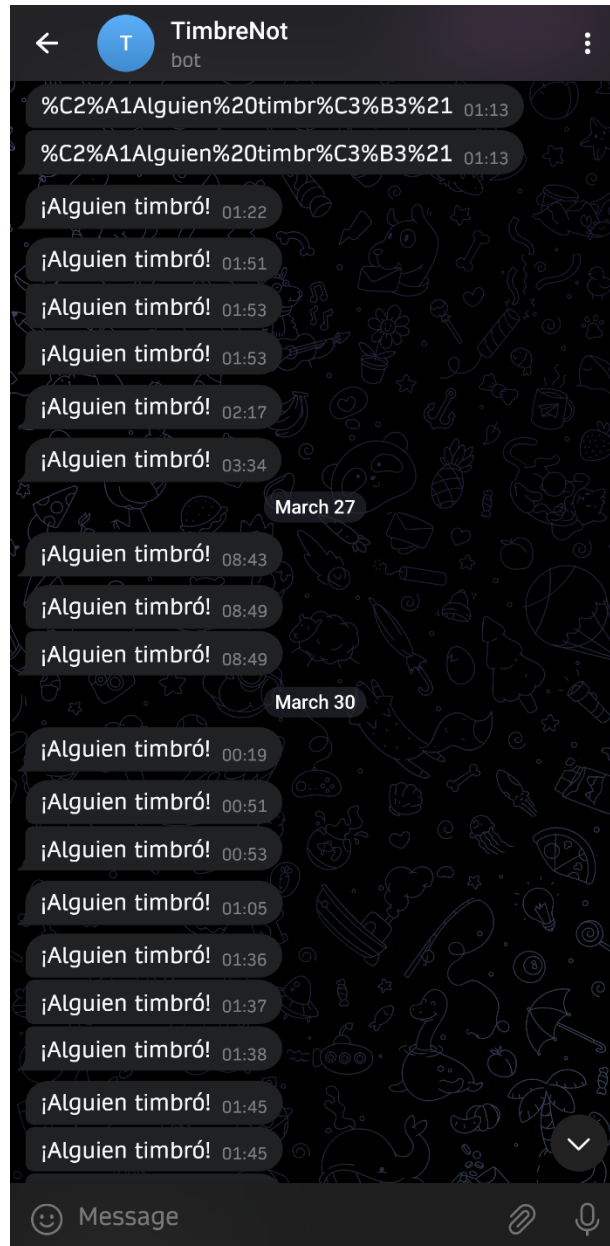 TimbreNot
T
bot
%C2%A1Alguien%20timbr%C3%B3%21 01:13
%C2%A1Alguien%20timbr%C3%B3%21 01:13
¡Alguien timbró! 01:22
¡Alguien timbró! 01:51
¡Alguien timbró! 01:53
¡Alguien timbró! 01:53
¡Alguien timbró! 02:17
¡Alguien timbró! 03:34
March 27
¡Alguien timbró! 08:43
¡Alguien timbró! 08:49
¡Alguien timbró! 08:49
March 30
¡Alguien timbró! 00:19
¡Alguien timbró! 00:51
¡Alguien timbró! 00:53
¡Alguien timbró! 01:05
¡Alguien timbró! 01:36
¡Alguien timbró! 01:37
¡Alguien timbró! 01:38
¡Alguien timbró! 01:45
¡Alguien timbró! 01:45
Message